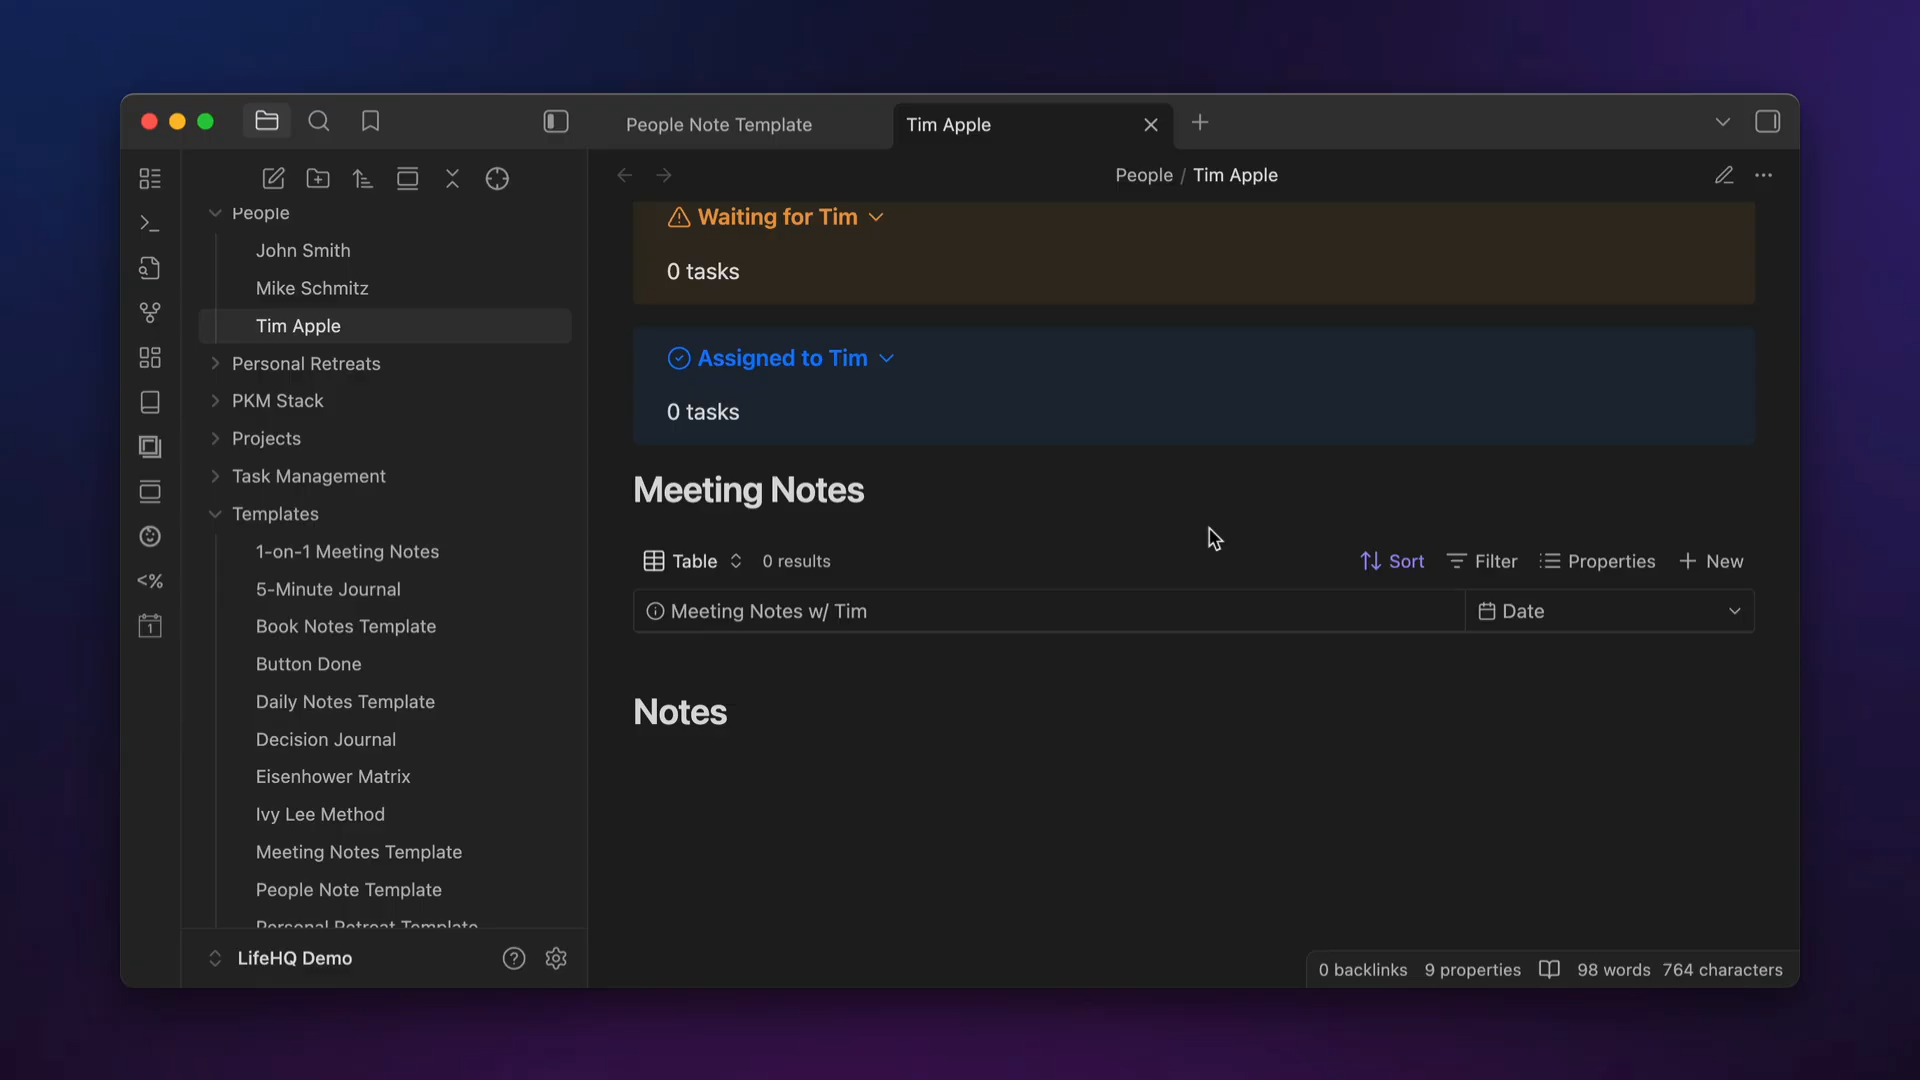 People Note Template
Tim Apple
People / Tim Apple
People
John Smith
Mike Schmitz
Tim Apple
Personal Retreats
PKM Stack
Projects
Task Management
Templates
1-on-1 Meeting Notes
5-Minute Journal
Book Notes Template
Button Done
Daily Notes Template
Decision Journal
Eisenhower Matrix
Ivy Lee Method
Meeting Notes Template
People Note Template
Personal Retreat Template
LifeHQ Demo
<%
1
Waiting for Tim
0 tasks
Assigned to Tim
0 tasks
Meeting Notes
Table 0 results Sort Filter Properties New
Meeting Notes w/ Tim Date
Notes
0 backlinks 9 properties 98 words 764 characters